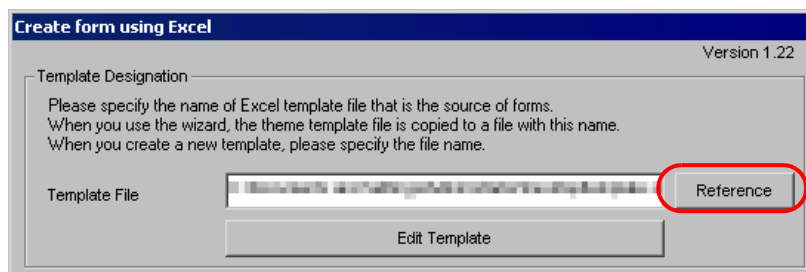 Create form using Excel
Version 1.22
Template Designation
Please specify the name of Excel template file that is the source of forms.
When you use the wizard, the theme template file is copied to a file with this name.
When you create a new template, please specify the file name.
Template File
Reference
Edit Template